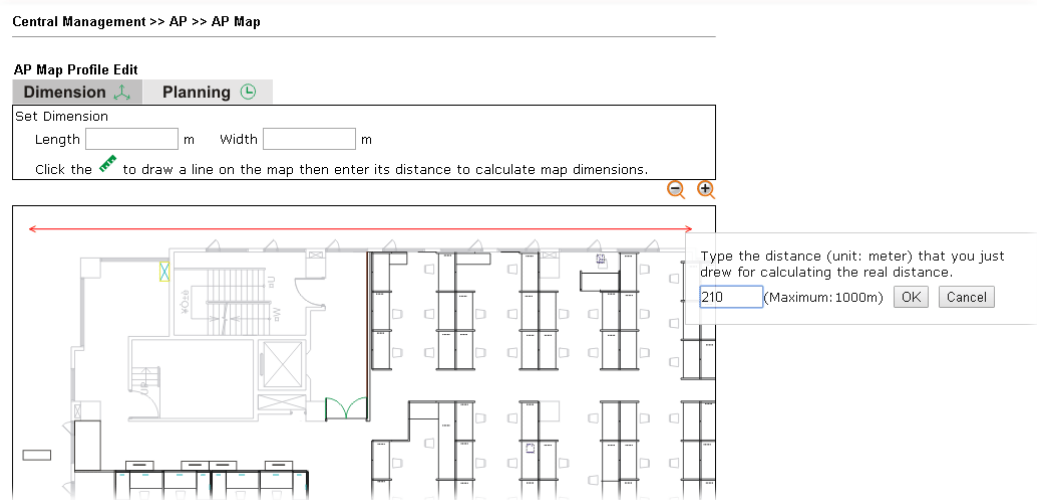 Central Management >> AP >> AP Map
AP Map Profile Edit
Dimension Planning
Set Dimension
Length m Width m
Click the to draw a line on the map then enter its distance to calculate map dimensions.
Type the distance (unit: meter) that you just
drew for calculating the real distance.
210 (Maximum: 1000m) OK Cancel